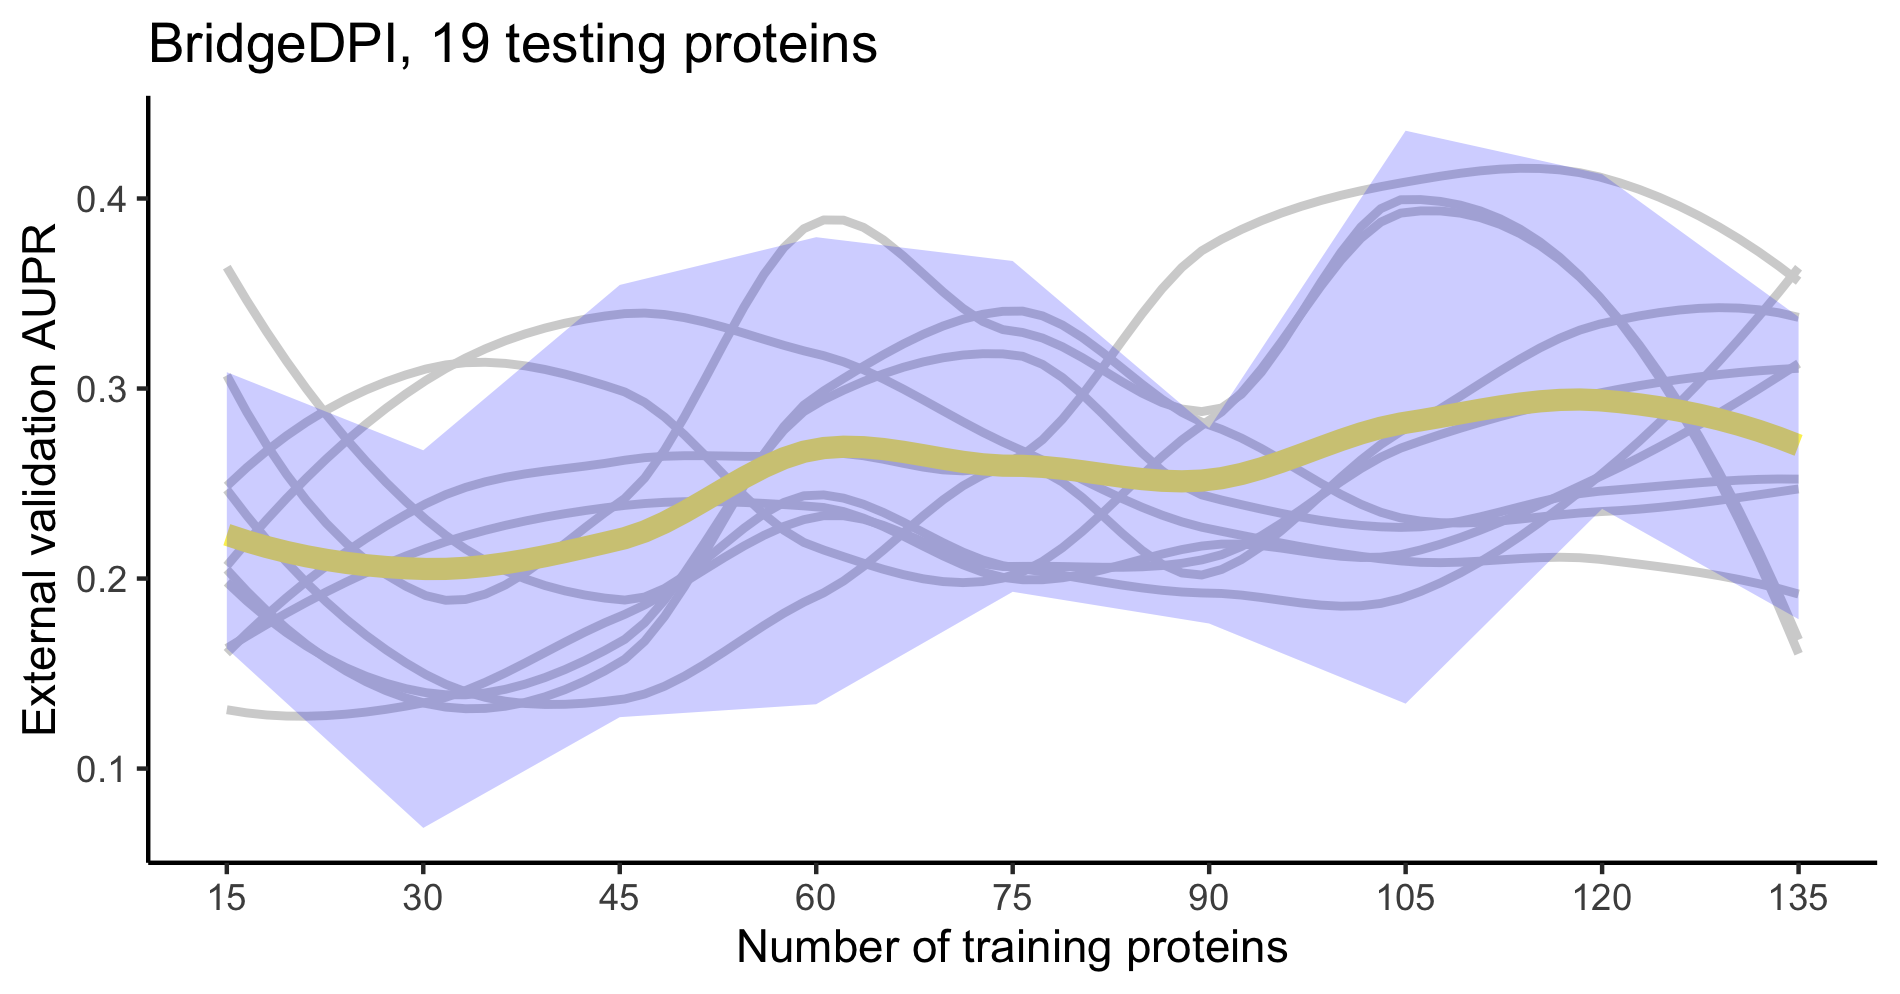 BridgeDPI, 19 testing proteins
External validation AUPR
0.4
0.3
0.2
0.1
15 30 45 60 75 90 105 120 135
Number of training proteins